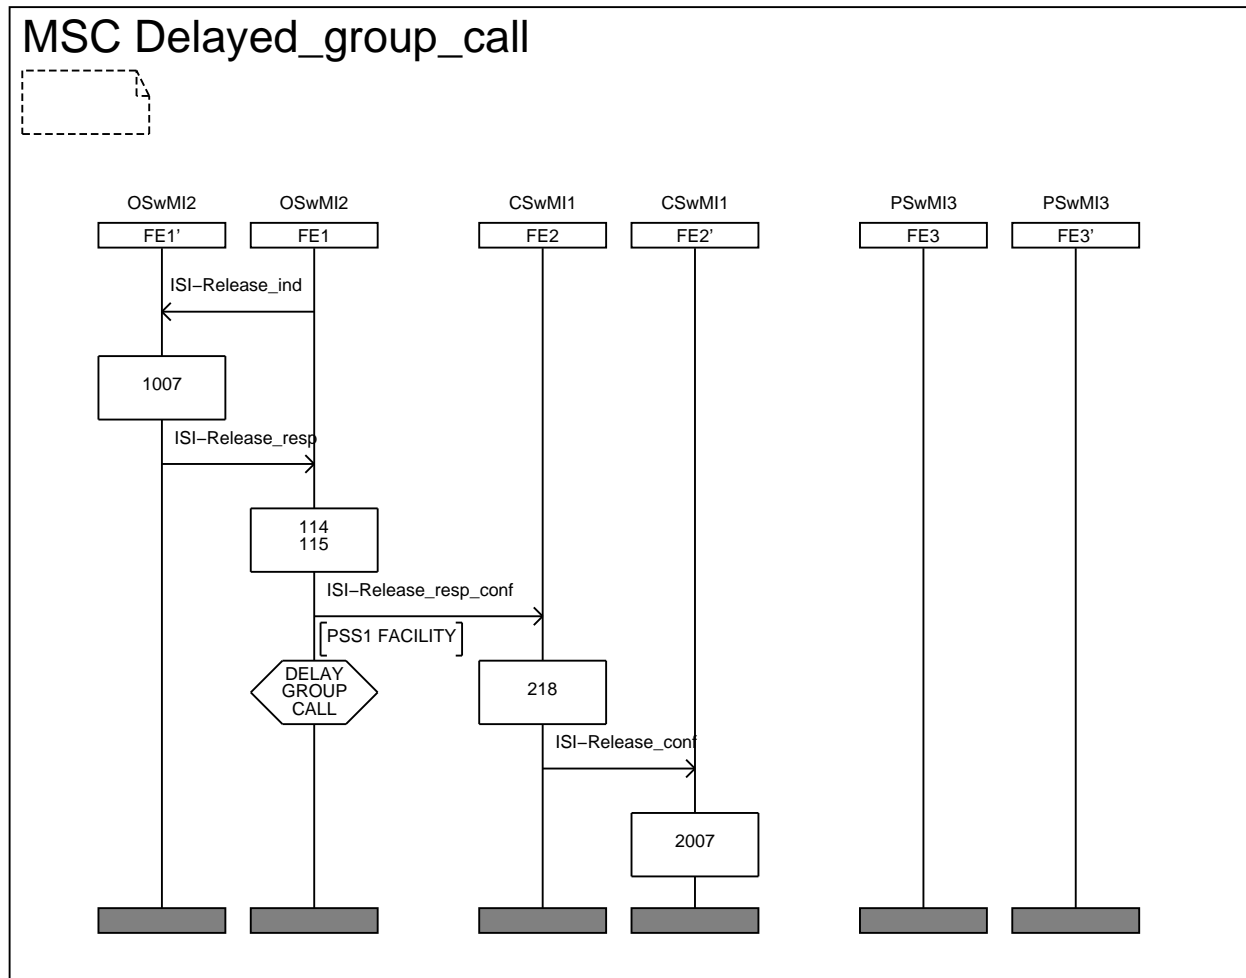 MSC Delayed_group_call
OSwMI2 OSwMI2 CSwMI1 CSwMI1 PSwMI3 PSwMI3
FE1' FE1 FE2 FE2' FE3 FE3'
ISI−Release_ind
1007
ISI−Release_resp
114
115
ISI−Release_resp_conf
PSS1 FACILITY
DELAY
GROUP
CALL
218
ISI−Release_conf
2007